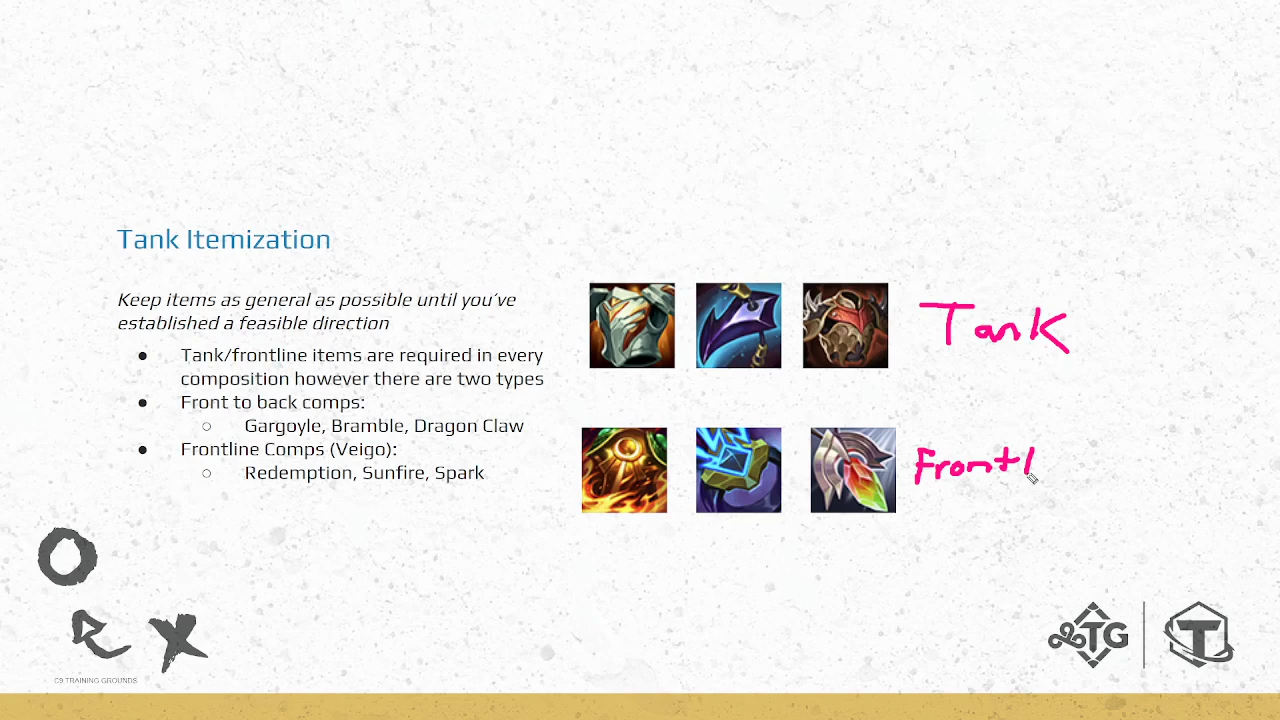 Tank Itemization
Keep items as general as possible until you've
established a feasible direction
● Tank/frontline items are required in every
composition however there are two types
● Front to back comps:
○ Gargoyle, Bramble, Dragon Claw
● Frontline Comps (Veigo):
○ Redemption, Sunfire, Spark
Tank
Frontl
TG
T
C9 TRAINING GROUNDS